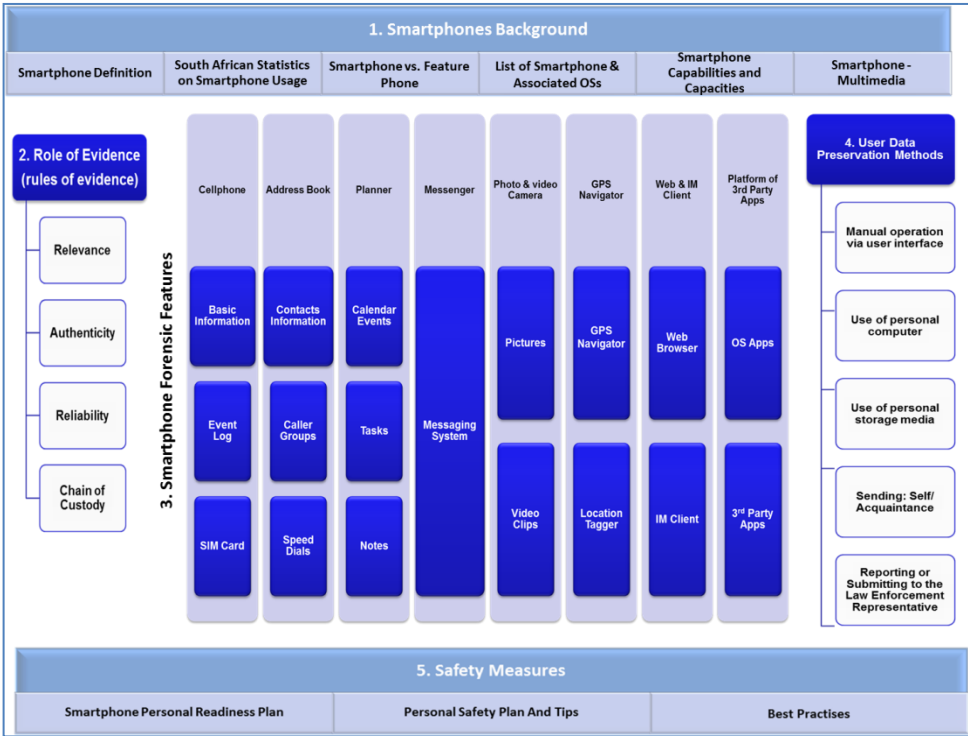 1. Smartphones Background
Smartphone Definition
South African Statistics
on Smartphone Usage
Smartphone vs. Feature
Phone
List of Smartphone &
Associated OSs
Smartphone
Capabilities and
Capacities
Smartphone -
Multimedia
2. Role of Evidence
(rules of evidence)
Relevance
Authenticity
Reliability
Chain of
Custody
3. Smartphone Forensic Features
Cellphone
Basic
Information
Event
Log
SIM Card
Address Book
Contacts
Information
Caller
Groups
Speed
Dials
Planner
Calendar
Events
Tasks
Notes
Messenger
Messaging
System
Photo & video
Camera
Pictures
Video
Clips
GPS
Navigator
GPS
Navigator
Location
Tagger
Web & IM
Client
Web
Browser
IM Client
Platform of
3rd Party
Apps
OS Apps
3rd Party
Apps
4. User Data
Preservation Methods
Manual operation
via user interface
Use of personal
computer
Use of personal
storage media
Sending: Self/
Acquaintance
Reporting or
Submitting to the
Law Enforcement
Representative
5. Safety Measures
Smartphone Personal Readiness Plan
Personal Safety Plan And Tips
Best Practises